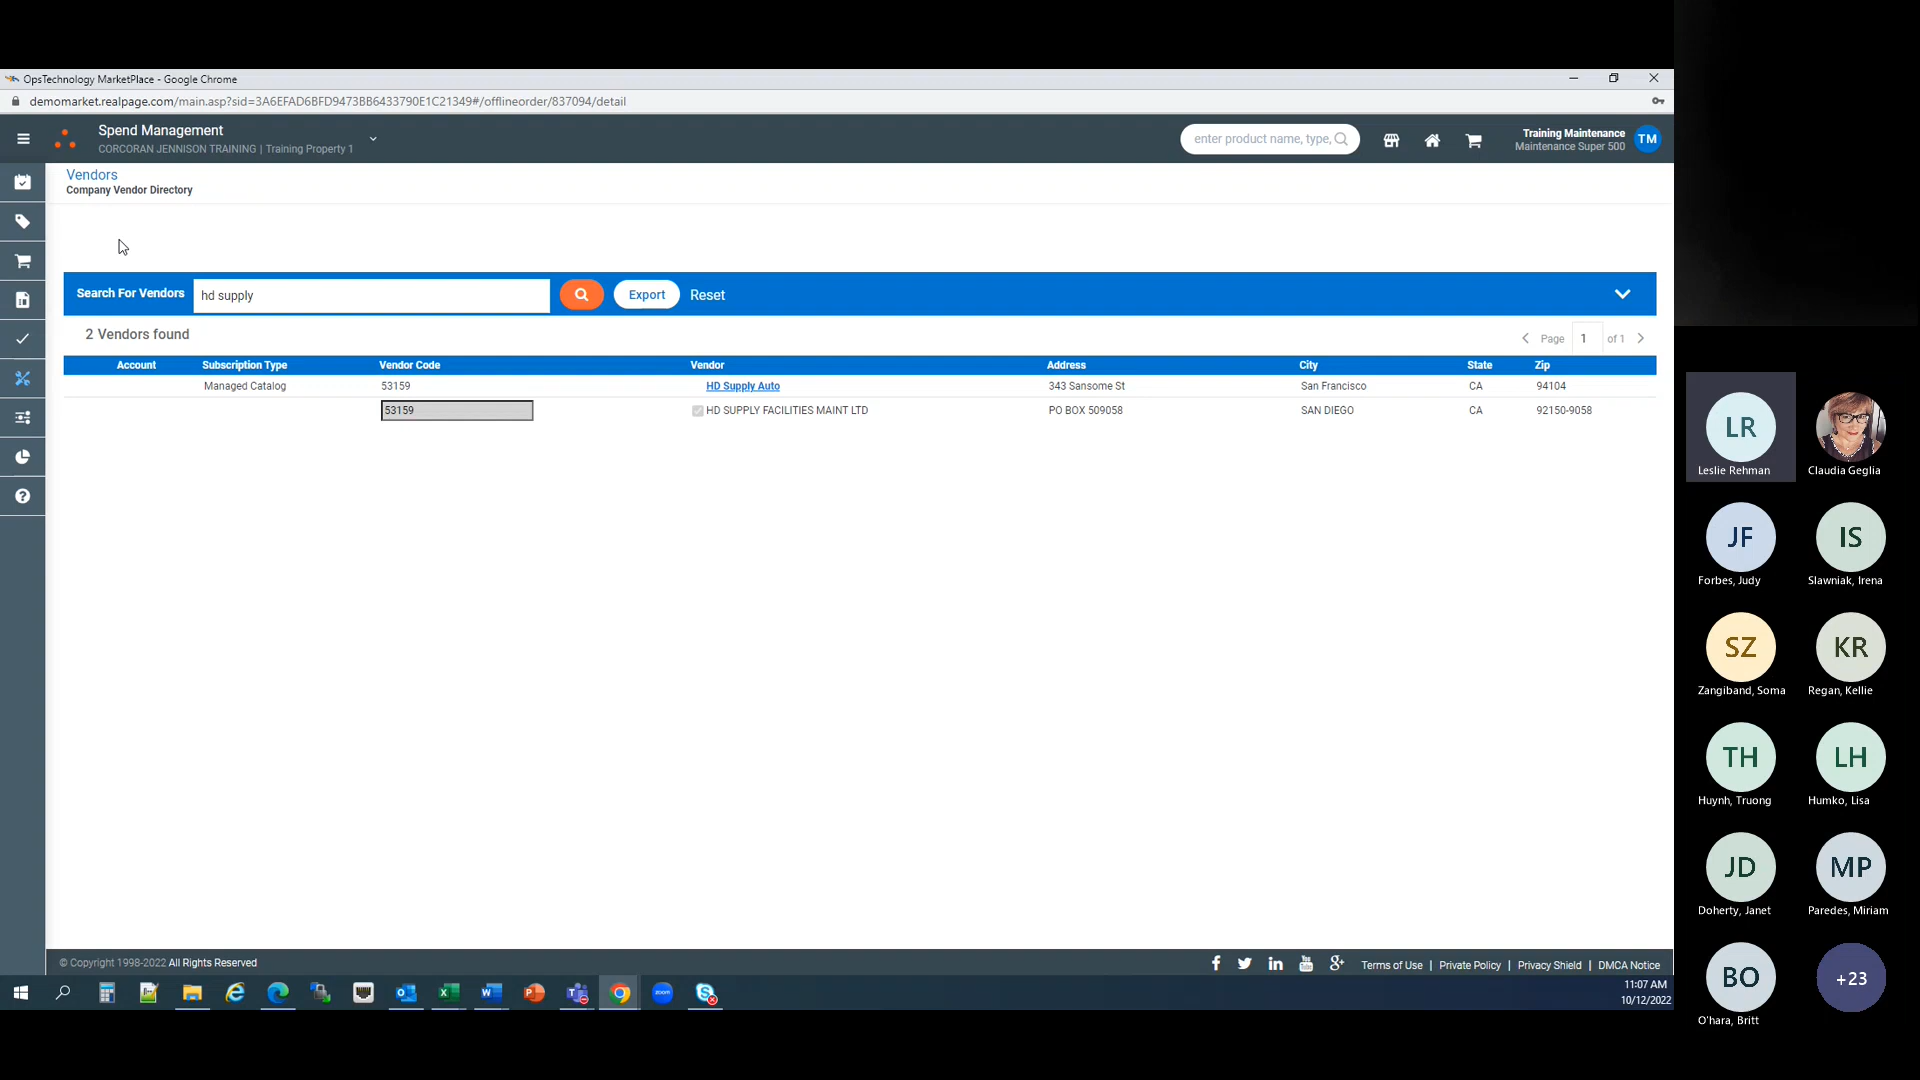 OpsTechnology MarketPlace - Google Chrome
demomarket.realpage.com/main.asp?sid=3A6EFAD6BFD9473BB6433790E1C21349#/offlineorder/837094/detail
Spend Management
CORCORAN JENNISON TRAINING | Training Property 1
enter product name, type,
Training Maintenance
Maintenance Super 500
TM
Vendors
Company Vendor Directory
Search For Vendors hd supply Export Reset
2 Vendors found
Page 1 of 1
Account Subscription Type Vendor Code Vendor Address City State Zip
Managed Catalog 53159 HD Supply Auto 343 Sansome St San Francisco CA 94104
53159 HD SUPPLY FACILITIES MAINT LTD PO BOX 509058 SAN DIEGO CA 92150-9058
© Copyright 1998-2022 All Rights Reserved
Terms of Use | Private Policy | Privacy Shield | DMCA Notice
11:07 AM
10/12/2022
LR
Leslie Rehman
Claudia Geglia
JF
Forbes, Judy
IS
Slawniak, Irena
SZ
Zangiband, Soma
KR
Regan, Kellie
TH
Huynh, Truong
LH
Humko, Lisa
JD
Doherty, Janet
MP
Paredes, Miriam
BO
O'hara, Britt
+23